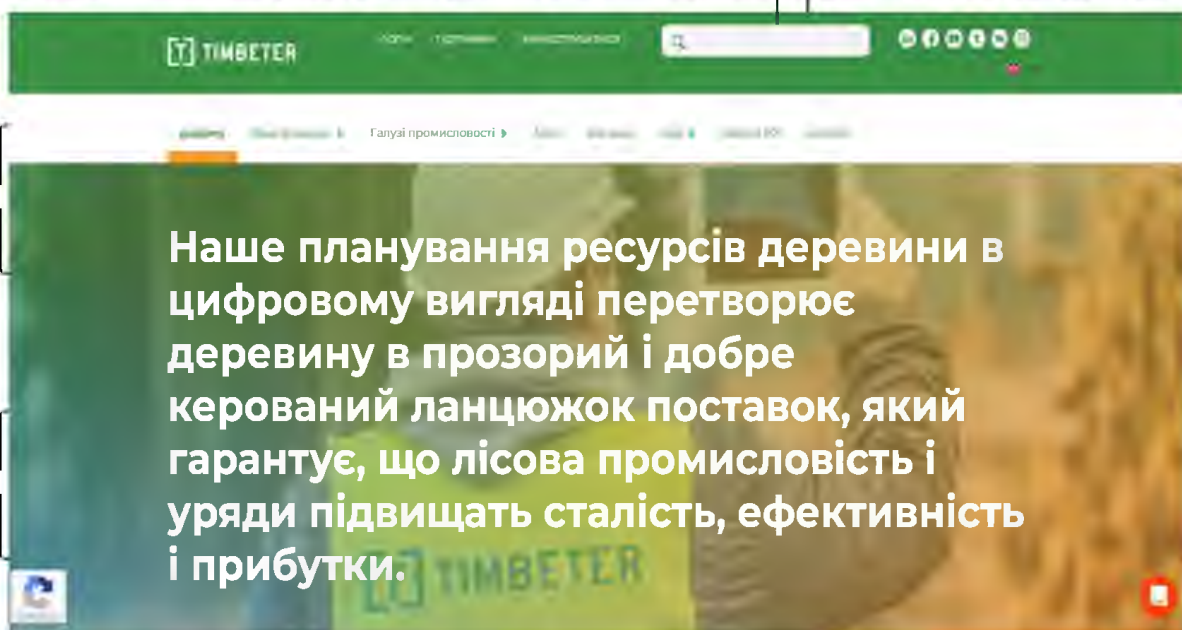 TIMBETER
Галузі промисловості
Наше планування ресурсів деревини в
цифровому вигляді перетворює
деревину в прозорий і добре
керований ланцюжок поставок, який
гарантує, що лісова промисловість і
уряди підвищать сталість, ефективність
і прибутки.
TIMBETER